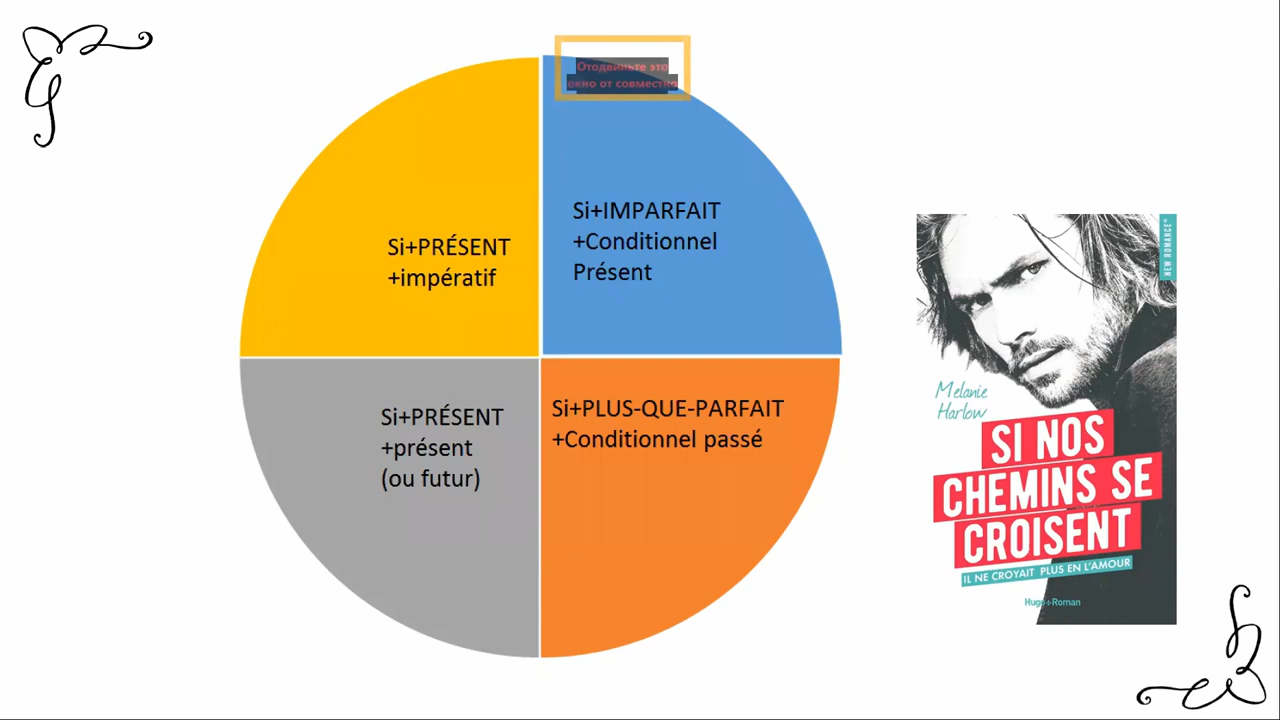 Отодвиньте это
окно от совместно
Si+PRÉSENT
+impératif
Si+IMPARFAIT
+Conditionnel
Présent
Si+PRÉSENT
+présent
(ou futur)
Si+PLUS-QUE-PARFAIT
+Conditionnel passé
NEW ROMANCE®
Melanie
Harlow
SI NOS
CHEMINS SE
CROISENT
IL NE CROYAIT PLUS EN L'AMOUR
Hugo+Roman